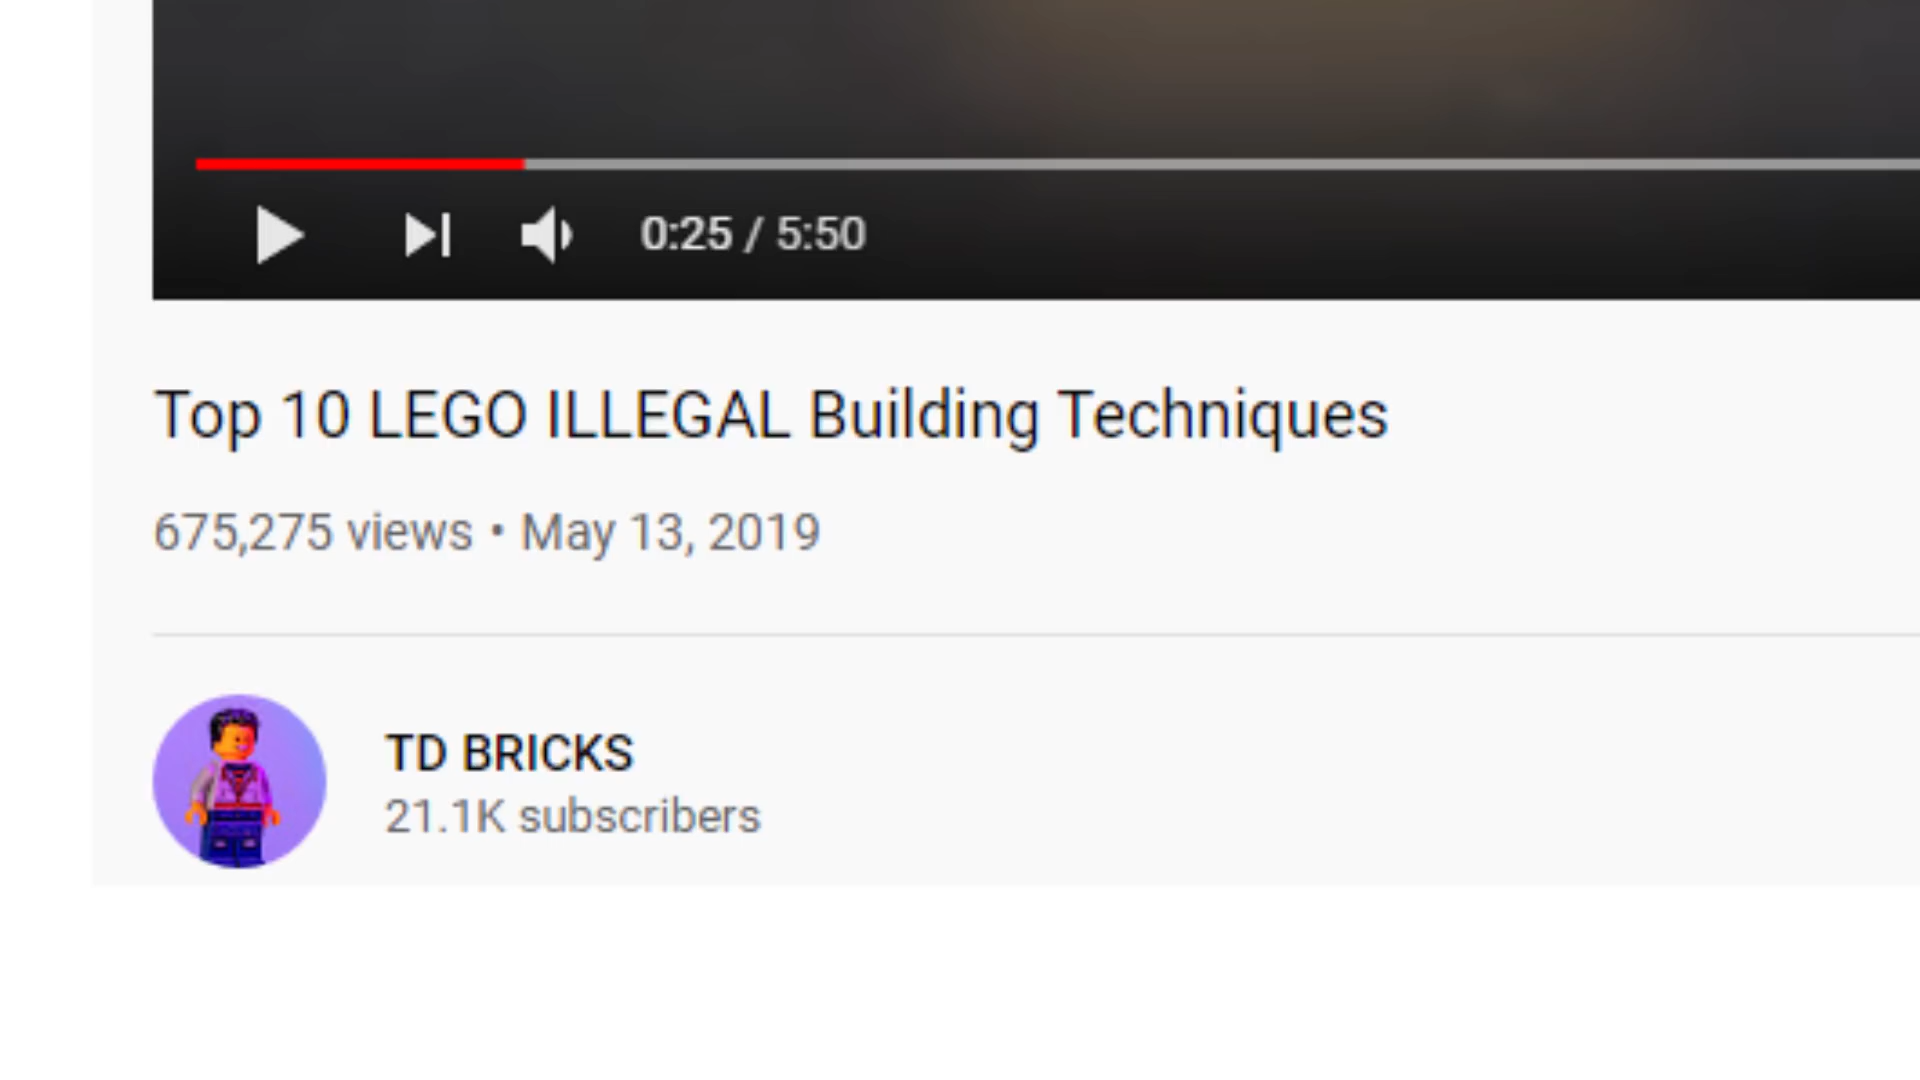 0:25 / 5:50
Top 10 LEGO ILLEGAL Building Techniques
675,275 views • May 13, 2019
TD BRICKS
21.1K subscribers